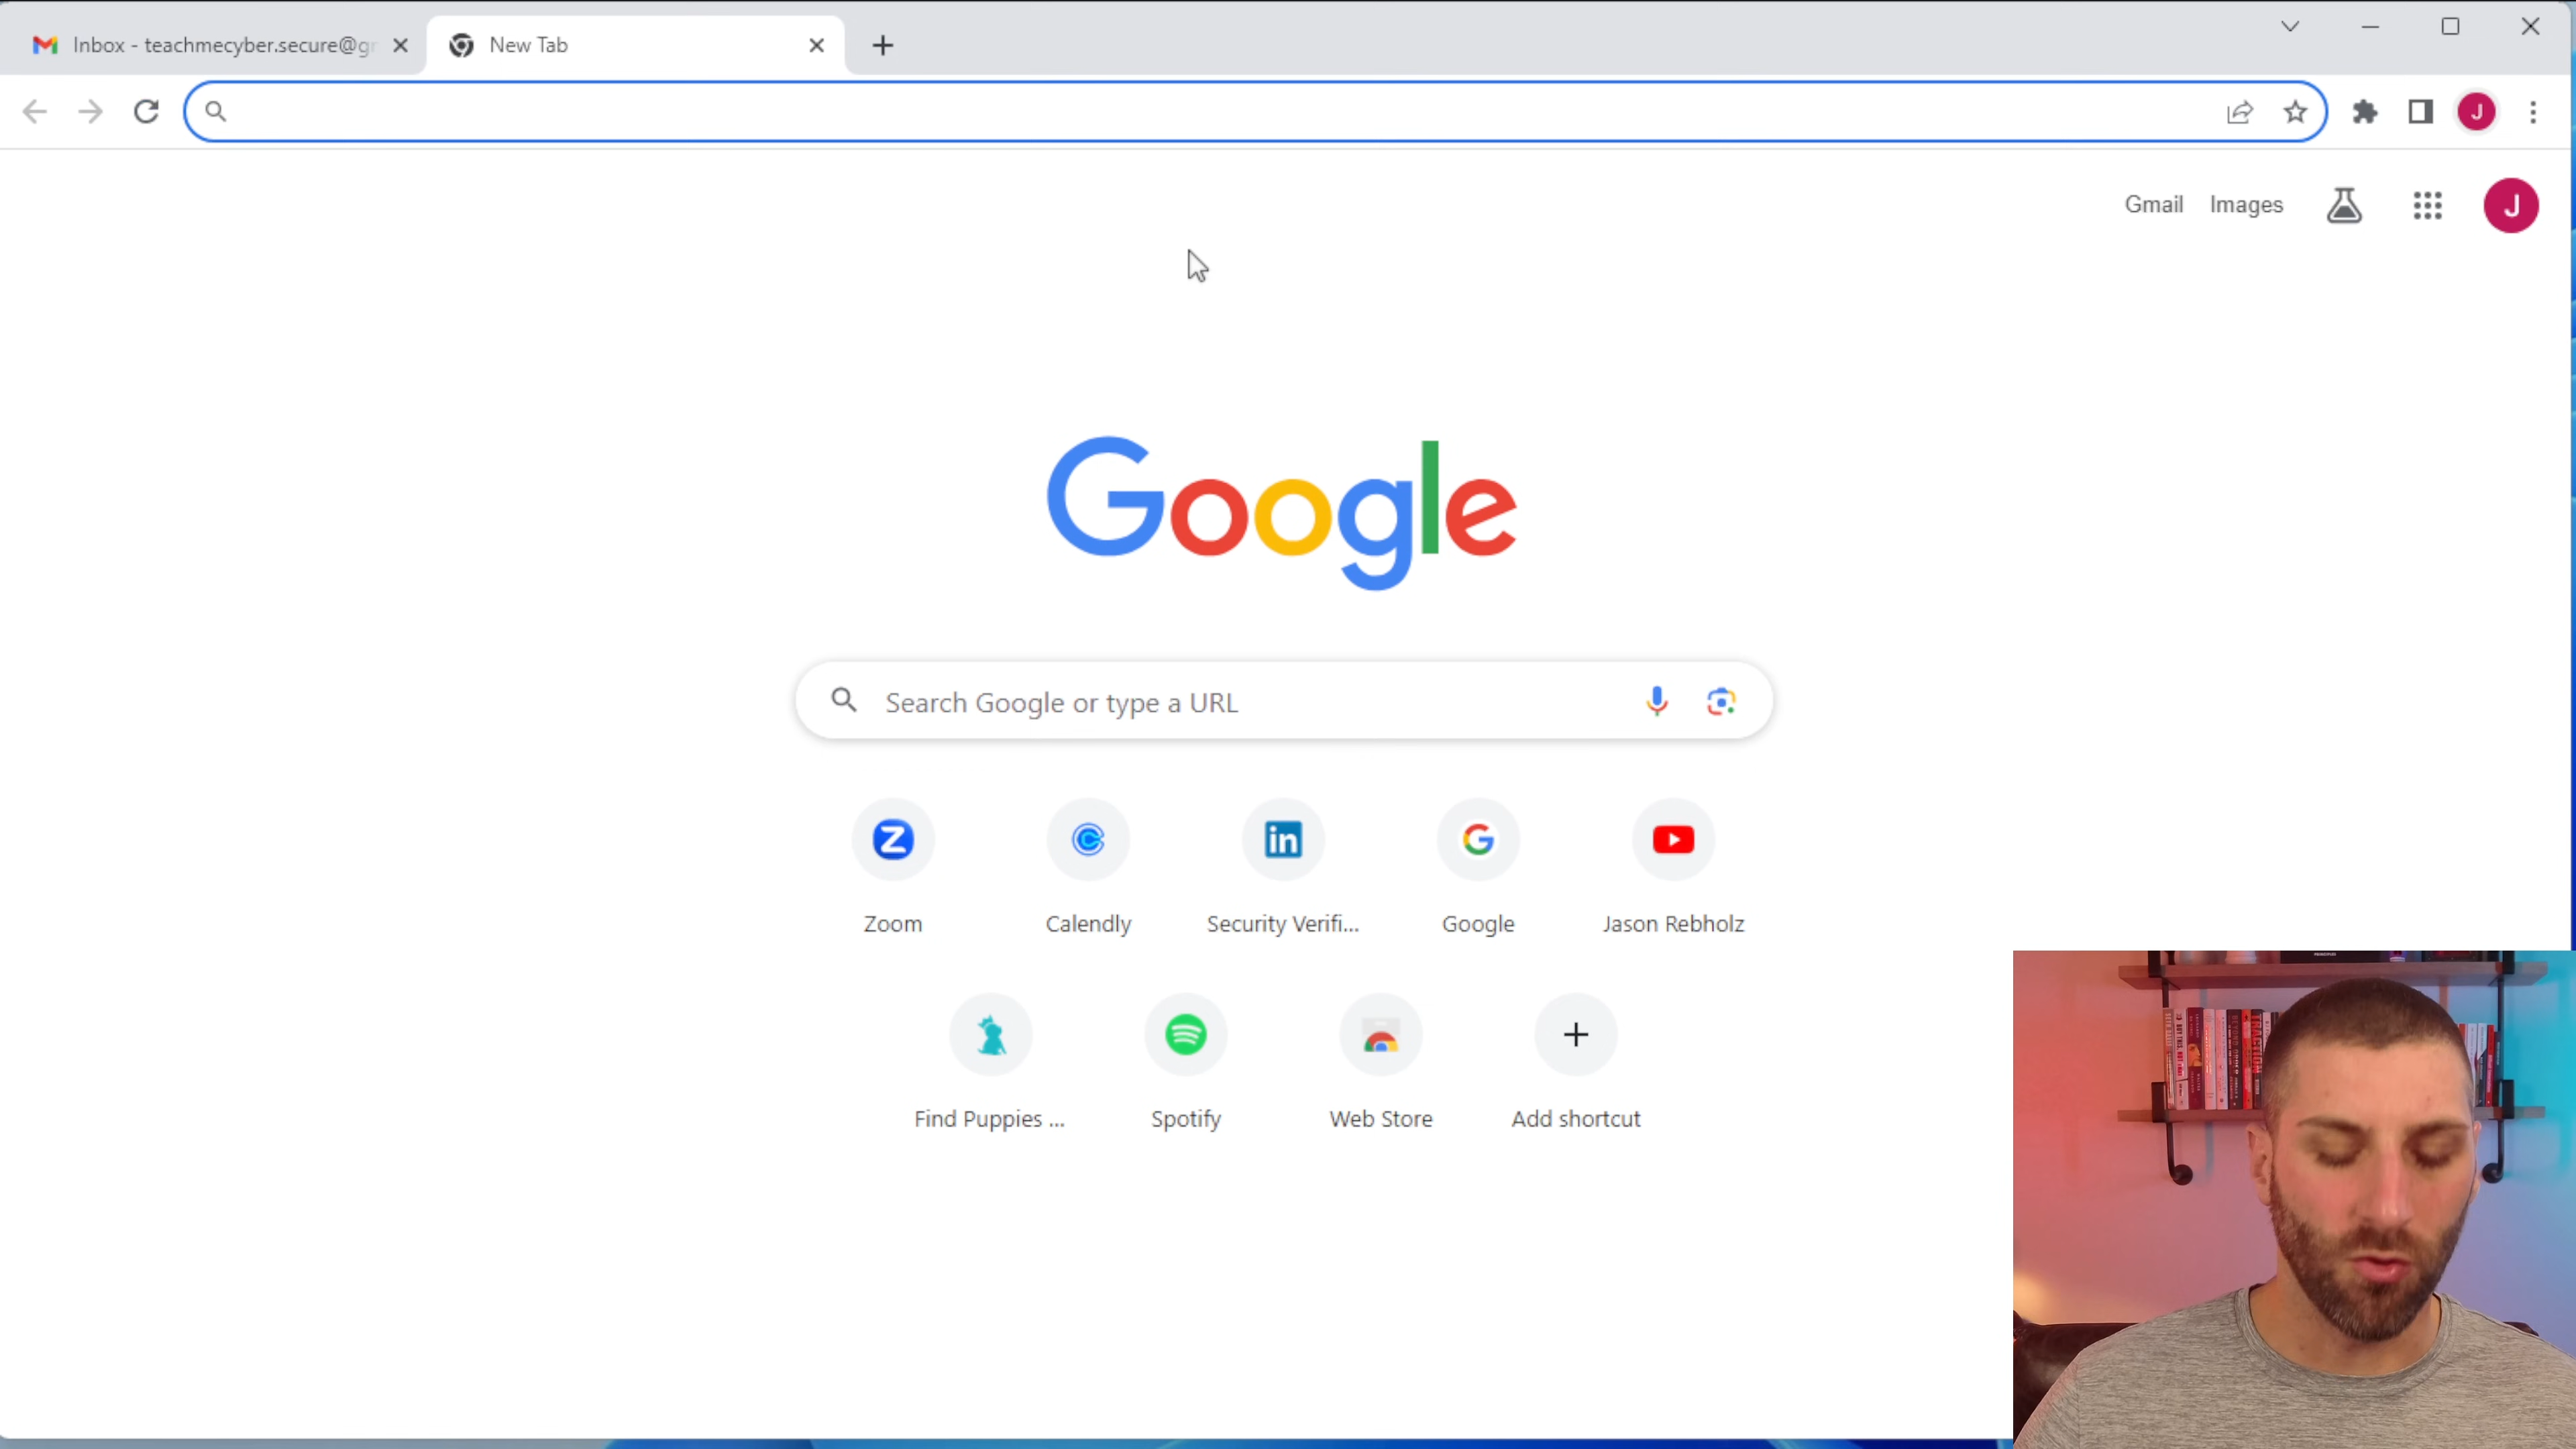 Inbox - teachmecyber.secure@gr
New Tab
J
Gmail
Images
J
Google
Search Google or type a URL
Zoom
Calendly
Security Verifi...
Google
Jason Rebholz
Find Puppies ...
Spotify
Web Store
Add shortcut